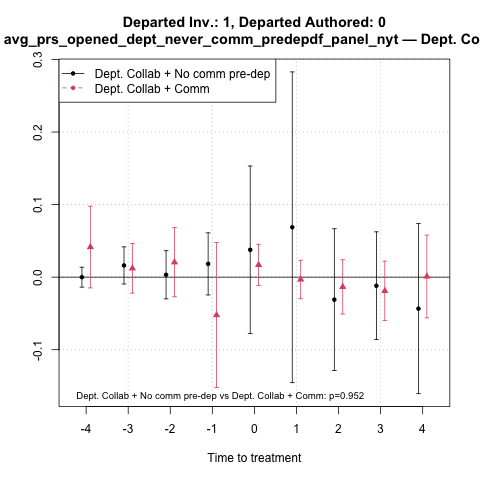 Departed Inv.: 1, Departed Authored: 0
avg_prs_opened_dept_never_comm_predepdf_panel_nyt — Dept. Co
0.3
0.2
0.1
0.0
-0.1
Dept. Collab + No comm pre-dep
Dept. Collab + Comm
Dept. Collab + No comm pre-dep vs Dept. Collab + Comm: p=0.952
-4 -3 -2 -1 0 1 2 3 4
Time to treatment